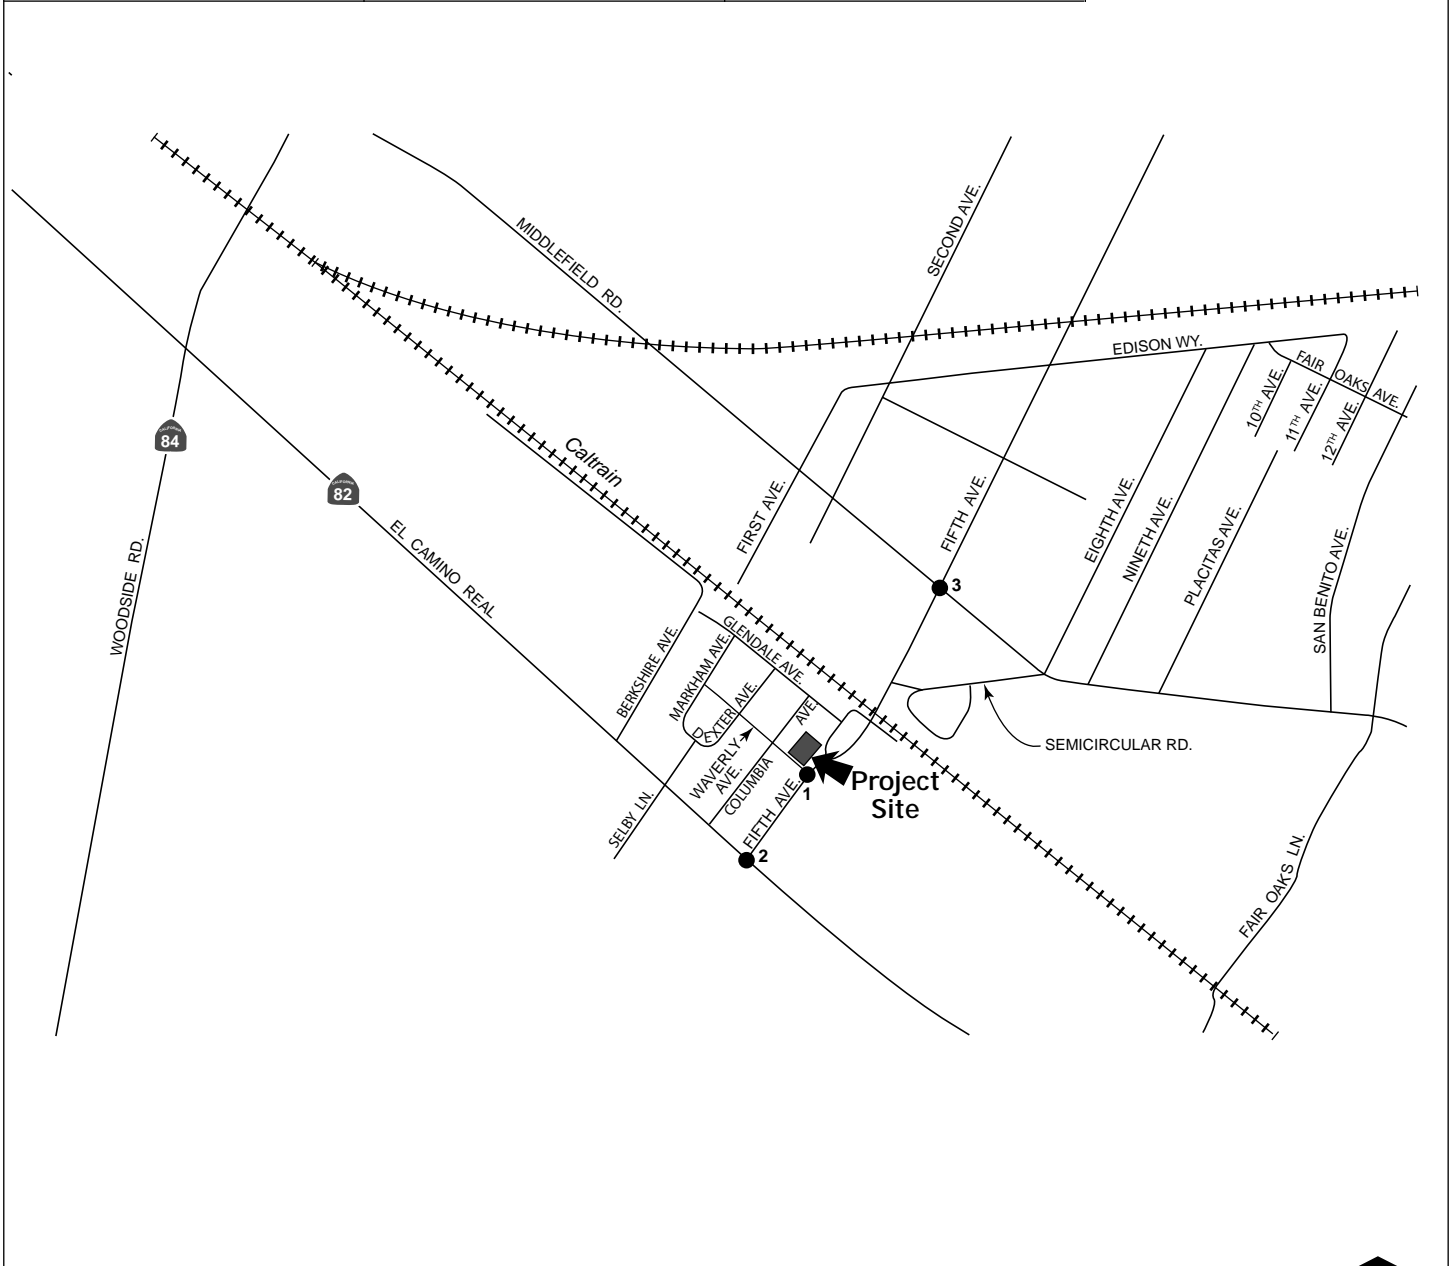 SECOND AVE.
MIDDLEFIELD RD.
EDISON WY.
FAIR OAKS AVE.
10TH AVE.
11TH AVE.
12TH AVE.
CALIFORNIA
84
Caltrain
CALIFORNIA
82
FIRST AVE.
FIFTH AVE.
EIGHTH AVE.
NINETH AVE.
PLACITAS AVE.
SAN BENITO AVE.
EL CAMINO REAL
WOODSIDE RD.
3
GLENDALE AVE.
BERKSHIRE AVE.
MARKHAM AVE.
DEXTER AVE.
AVE.
COLUMBIA
WAVERLY
AVE.
SEMICIRCULAR RD.
Project
Site
1
FIFTH AVE.
SELBY LN.
2
FAIR OAKS LN.